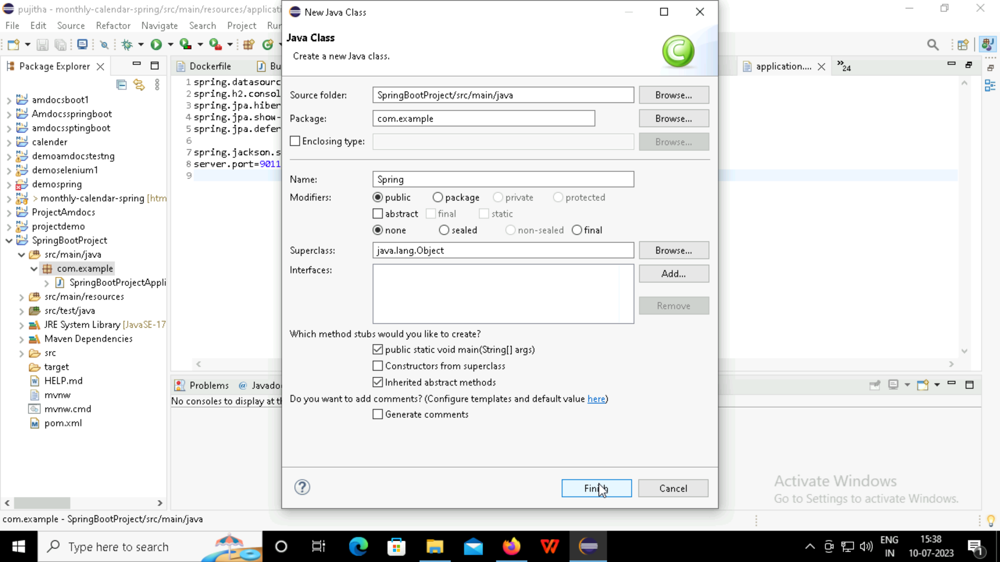 pujitha - monthly-calendar-spring/src/main/resources/applicati
File Edit Source Refactor Navigate Search Project Run
Package Explorer
amdocsboot1
Amdocsspringboot
amdocssptingboot
calender
demoamdocstestng
demoselenium1
demospring
> monthly-calendar-spring [htm
ProjectAmdocs
projectdemo
SpringBootProject
src/main/java
com.example
SpringBootProjectAppli
src/main/resources
src/test/java
JRE System Library [JavaSE-17
Maven Dependencies
src
target
HELP.md
mvnw
mvnw.cmd
pom.xml
Dockerfile
Bu
application....
24
1 spring.datasourc
2 spring.h2.consol
3 spring.jpa.hiber
4 spring.jpa.show-
5 spring.jpa.defer
6
7 spring.jackson.s
8 server.port=9011
9
Problems @ Javado
No consoles to display at th
New Java Class
Java Class
Create a new Java class.
Source folder: SpringBootProject/src/main/java Browse...
Package: com.example Browse...
Enclosing type: Browse...
Name: Spring
Modifiers: public package private protected
abstract final static
none sealed non-sealed final
Superclass: java.lang.Object Browse...
Interfaces: Add...
Remove
Which method stubs would you like to create?
public static void main(String[] args)
Constructors from superclass
Inherited abstract methods
Do you want to add comments? (Configure templates and default value here)
Generate comments
Finish Cancel
Activate Windows
Go to Settings to activate Windows.
com.example - SpringBootProject/src/main/java
Type here to search
ENG
IN
15:38
10-07-2023
1